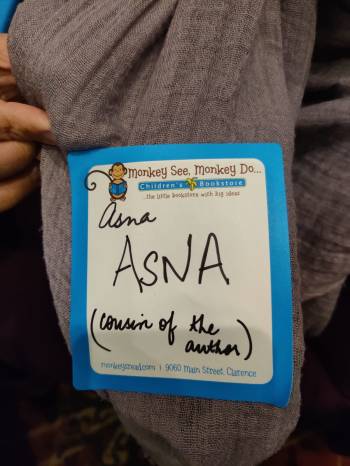 monkey See, monkey Do...
Children's Bookstore
...the little bookstore with big ideas
Asna
ASNA
(cousin of the
author)
monkeysread.com | 9060 Main Street, Clarence